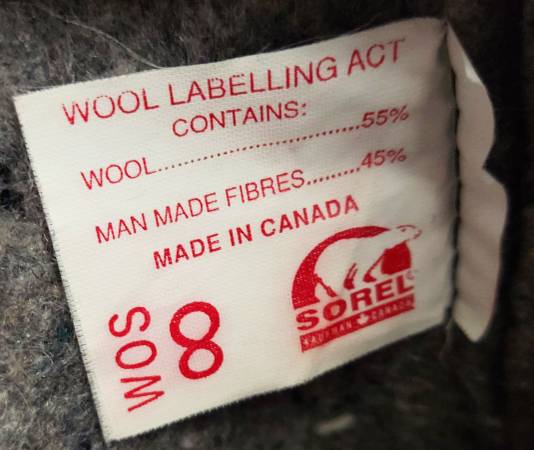 WOOL LABELLING ACT
CONTAINS:
WOOL..............................55%
MAN MADE FIBRES.........45%
MADE IN CANADA
WOS
8
SOREL
KAUFMAN CANADA